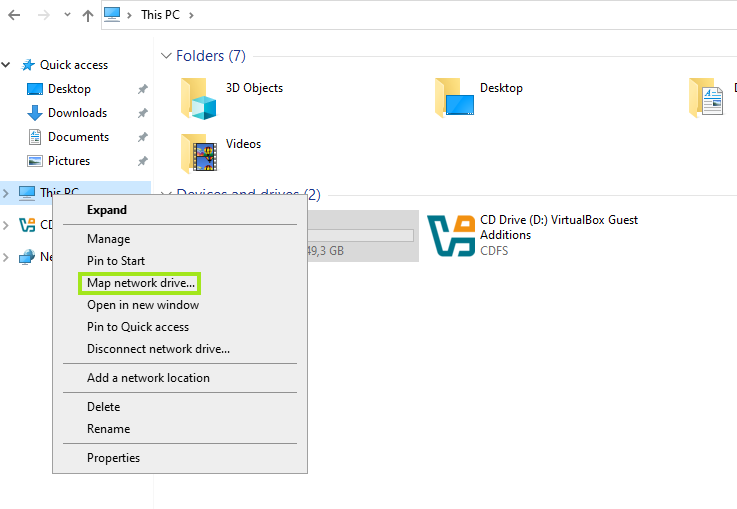 This PC
Quick access
Desktop
Downloads
Documents
Pictures
This PC
Folders (7)
3D Objects
Desktop
Videos
Devices and drives (2)
49,3 GB
CD Drive (D:) VirtualBox Guest
Additions
CDFS
Expand
Manage
Pin to Start
Map network drive...
Open in new window
Pin to Quick access
Disconnect network drive...
Add a network location
Delete
Rename
Properties